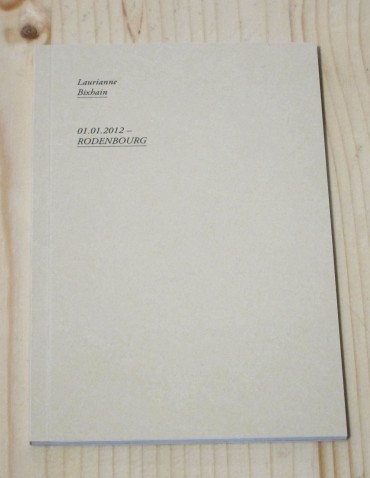 Laurianne
Bixhain
01.01.2012 –
RODENBOURG